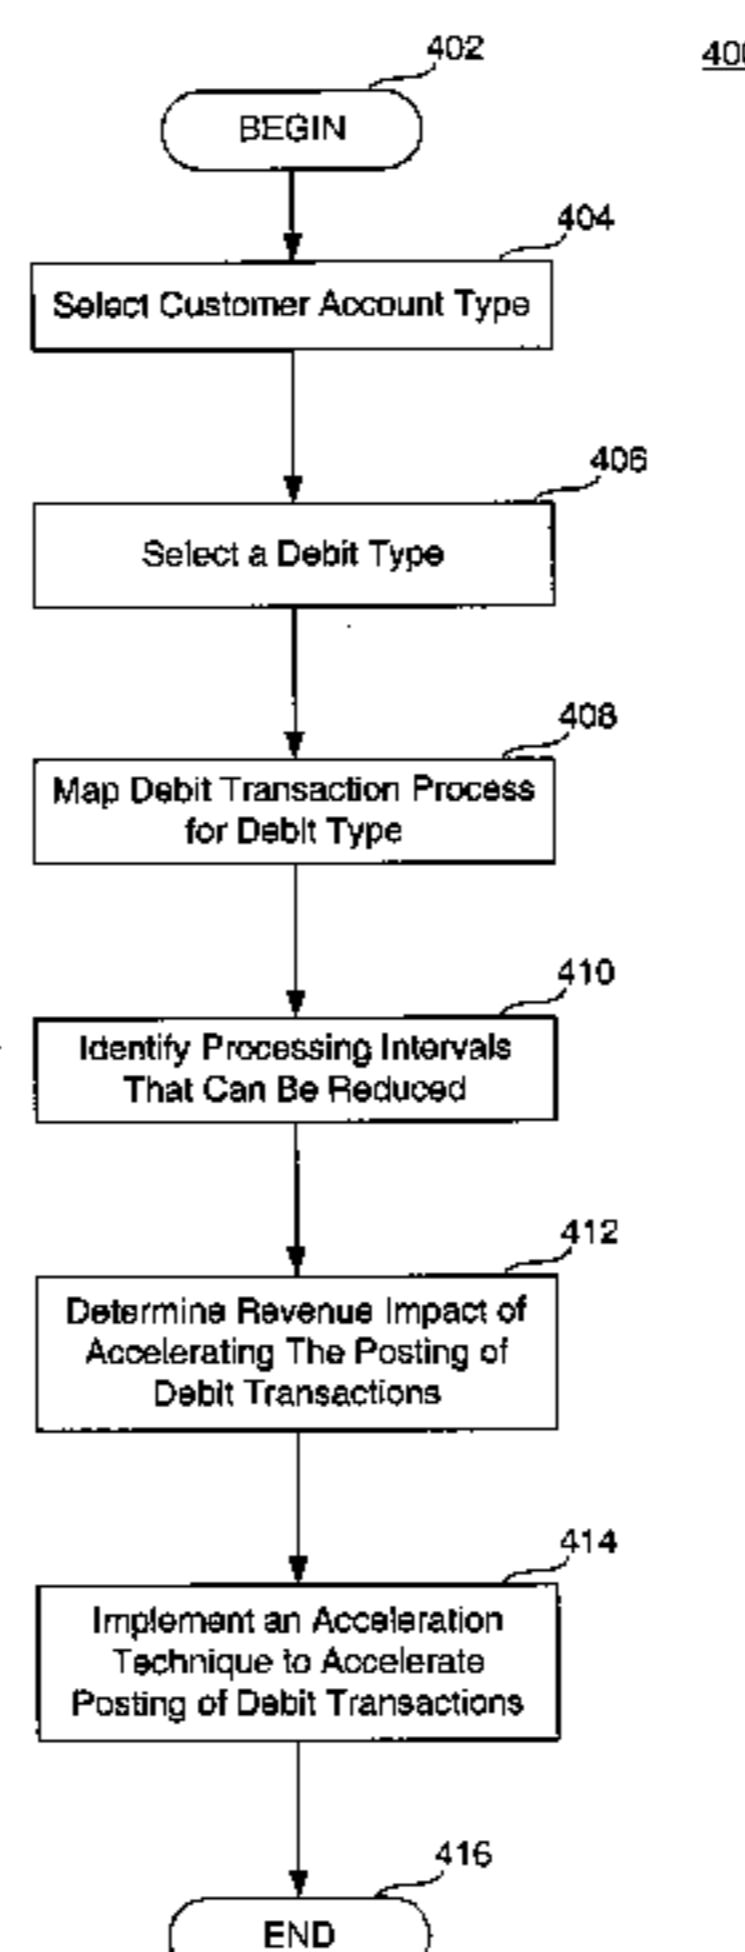 402
400
BEGIN
404
Select Customer Account Type
406
Select a Debit Type
408
Map Debit Transaction Process
for Debit Type
410
Identify Processing Intervals
That Can Be Reduced
412
Determine Revenue Impact of
Accelerating The Posting of
Debit Transactions
414
Implement an Acceleration
Technique to Accelerate
Posting of Debit Transactions
416
END